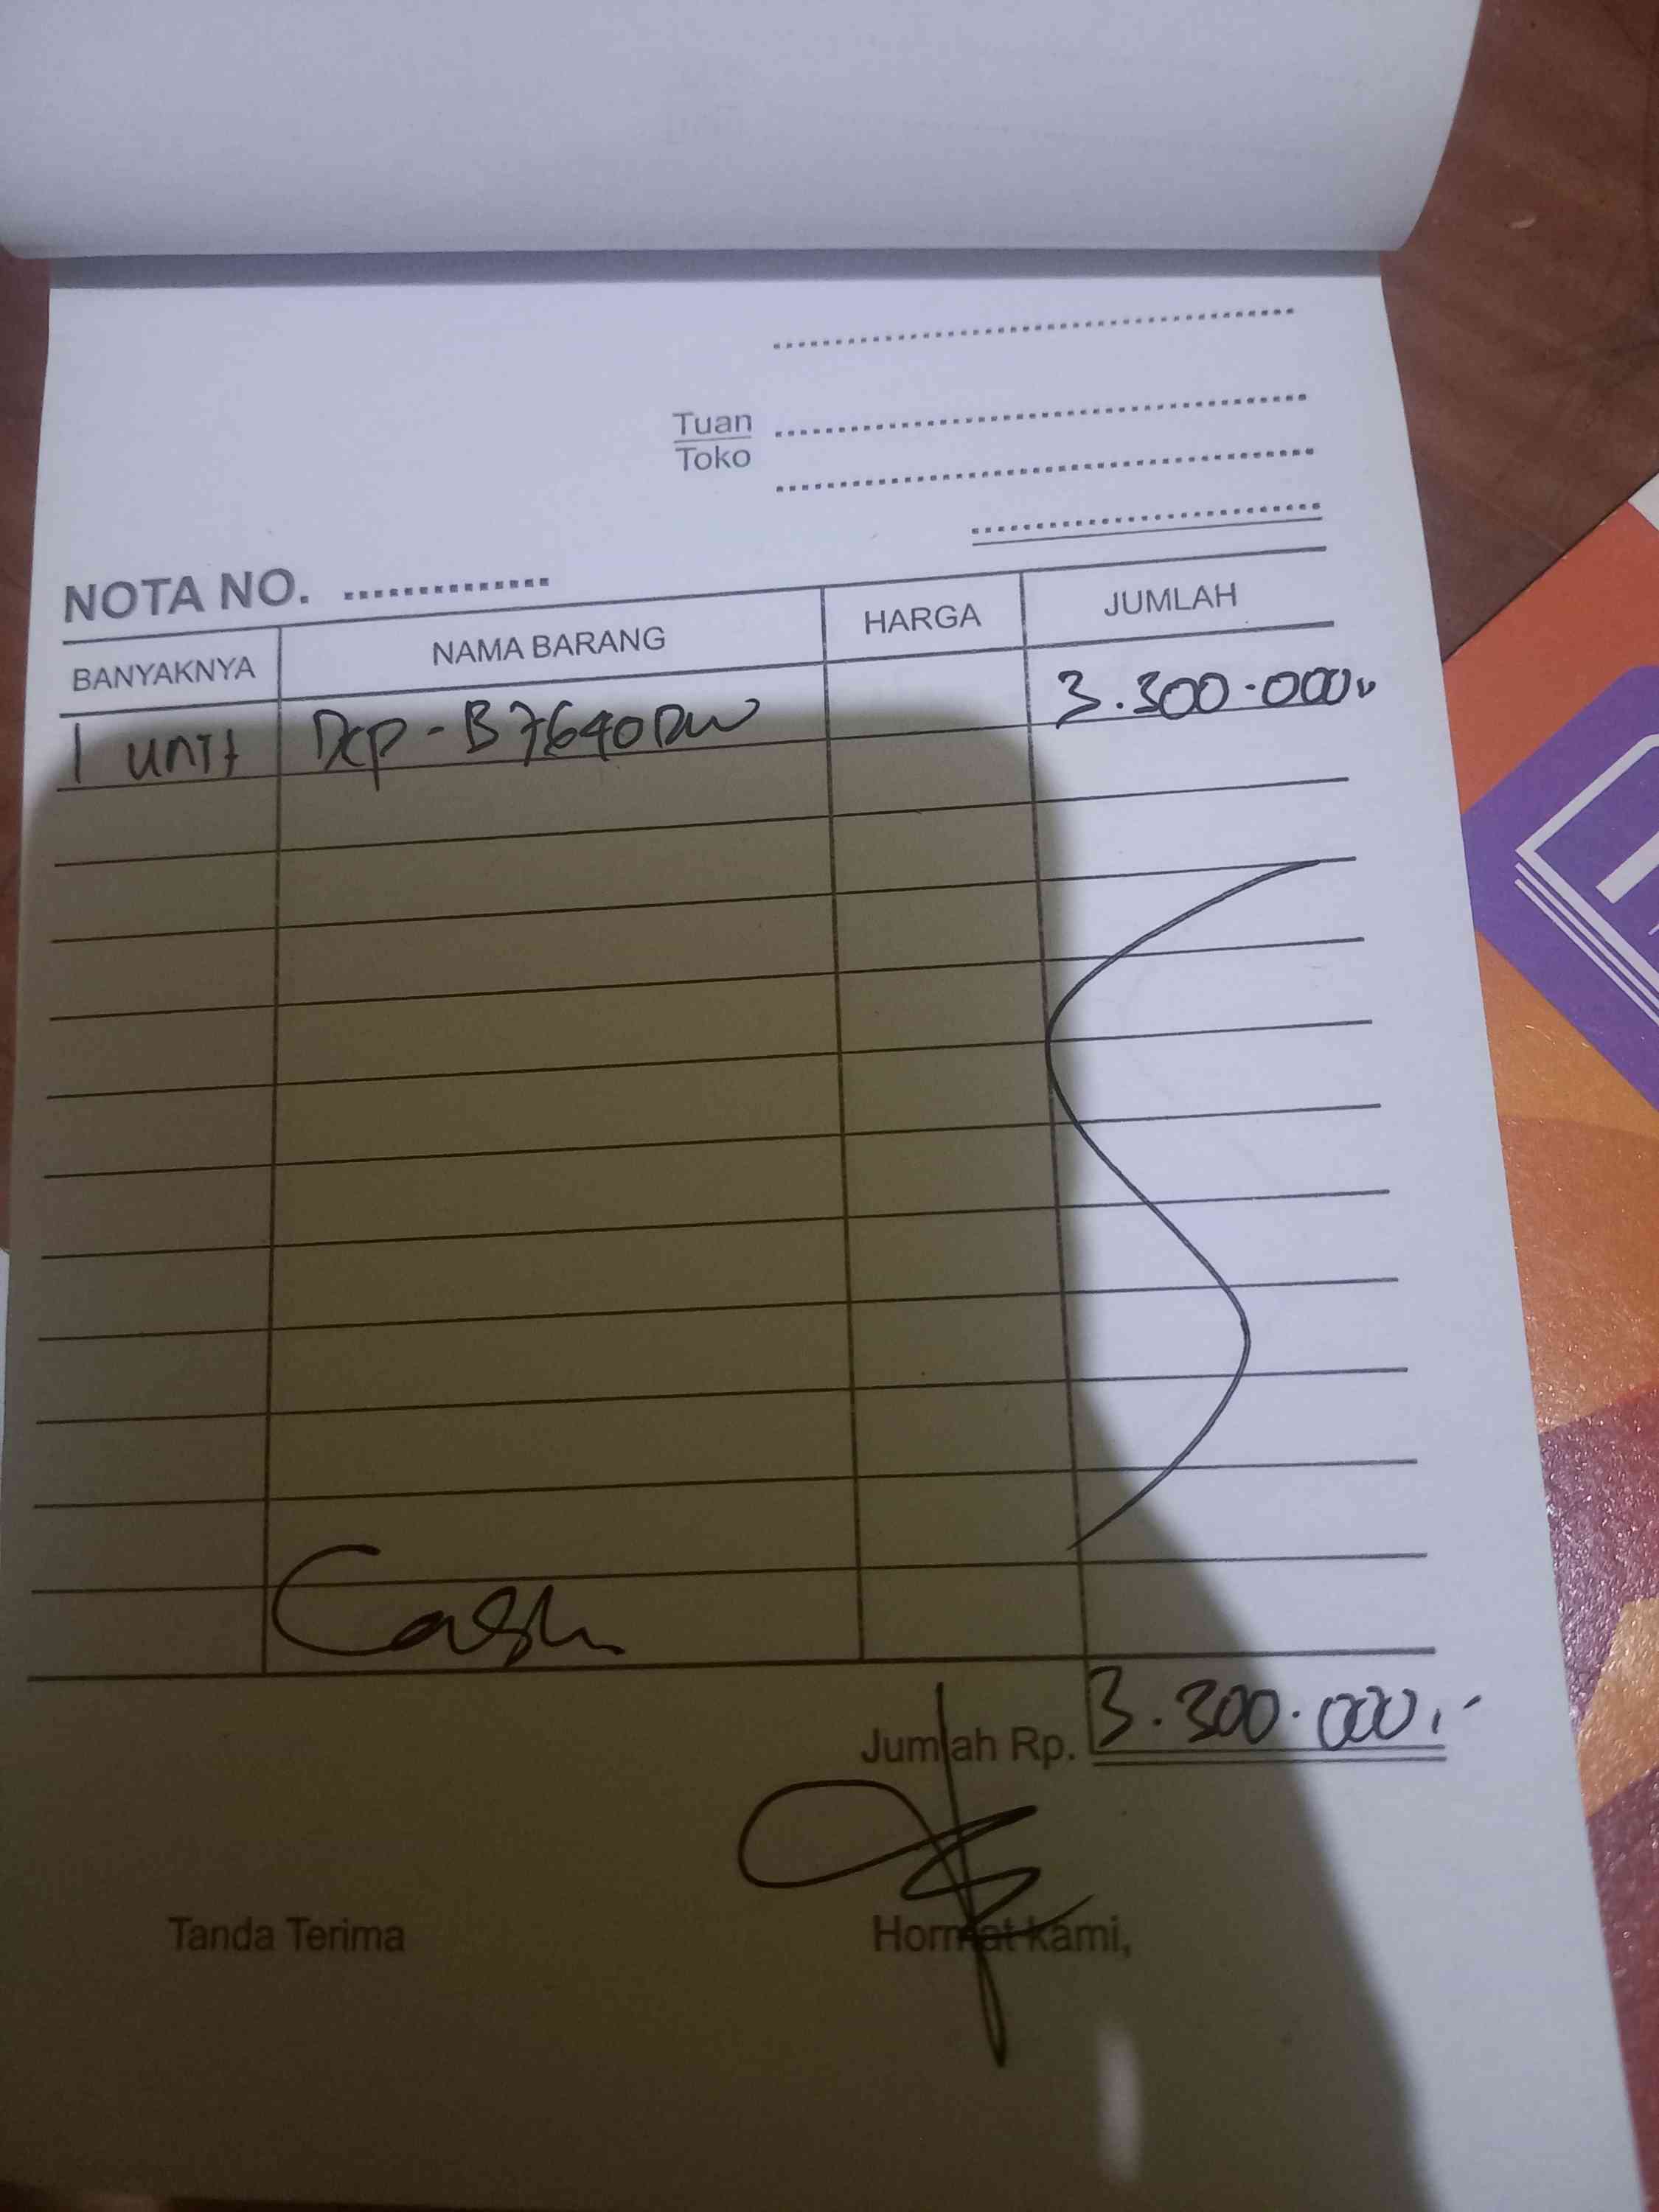 Tuan
Toko
NOTA NO.
BANYAKNYA NAMA BARANG HARGA JUMLAH
1 unit Dcp - B7640DW 3.300.000,-
Cash
Jumlah Rp. 3.300.000,-
Tanda Terima Hormat kami,